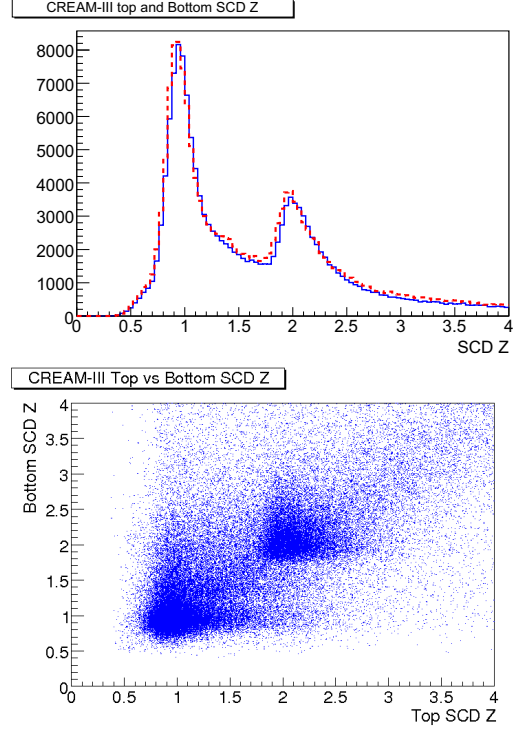 CREAM-III top and Bottom SCD Z
8000
7000
6000
5000
4000
3000
2000
1000
0
0 0.5 1 1.5 2 2.5 3 3.5 4
SCD Z
CREAM-III Top vs Bottom SCD Z
Bottom SCD Z
4
3.5
3
2.5
2
1.5
1
0.5
0
0 0.5 1 1.5 2 2.5 3 3.5 4
Top SCD Z